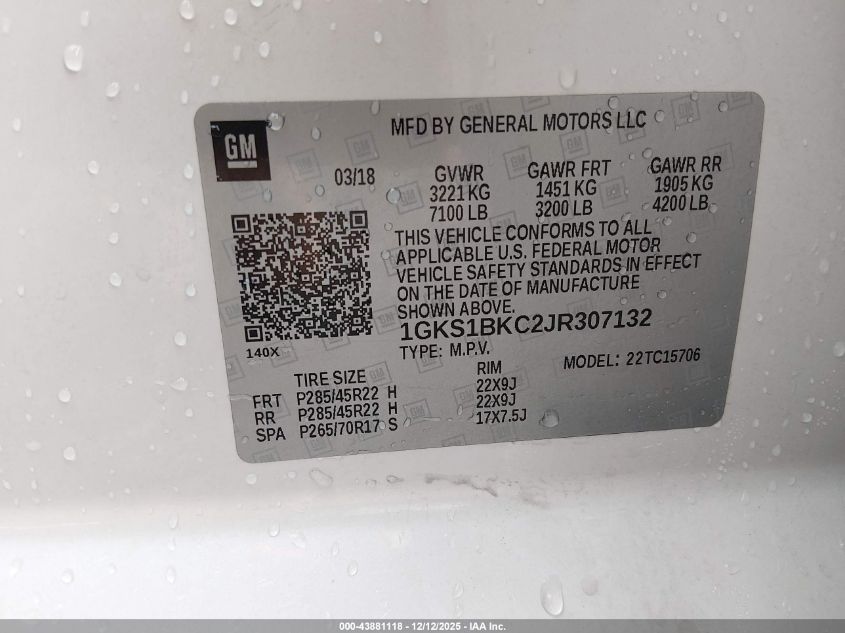 GM
MFD BY GENERAL MOTORS LLC
03/18
GVWR GAWR FRT GAWR RR
3221 KG 1451 KG 1905 KG
7100 LB 3200 LB 4200 LB
THIS VEHICLE CONFORMS TO ALL
APPLICABLE U.S. FEDERAL MOTOR
VEHICLE SAFETY STANDARDS IN EFFECT
ON THE DATE OF MANUFACTURE
SHOWN ABOVE.
1GKS1BKC2JR307132
140X
TYPE: M.P.V. MODEL: 22TC15706
TIRE SIZE RIM
FRT P285/45R22 H 22X9J
RR P285/45R22 H 22X9J
SPA P265/70R17 S 17X7.5J
000-43881118 - 12/12/2025 - IAA Inc.